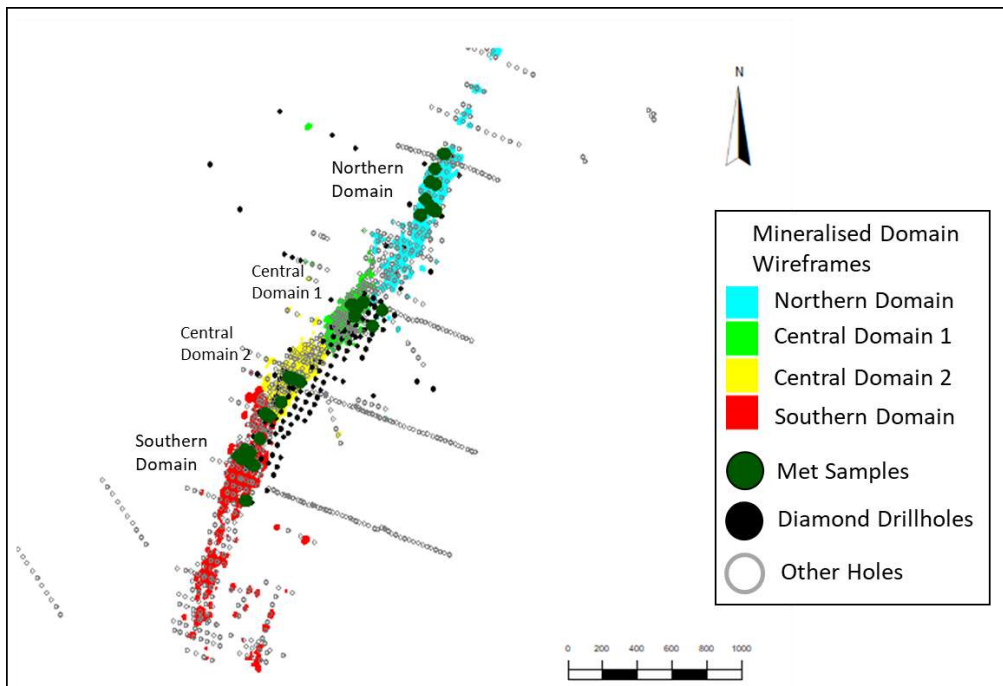 N
Northern
Domain
Central
Domain 1
Central
Domain 2
Southern
Domain
Mineralised Domain
Wireframes
Northern Domain
Central Domain 1
Central Domain 2
Southern Domain
Met Samples
Diamond Drillholes
Other Holes
0 200 400 600 800 1000